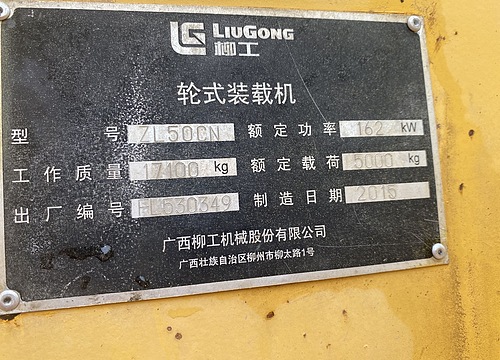 LIUGONG
柳工
轮式装载机
型号 ZL50CN 额定功率 162 kW
工作质量 17100 kg 额定载荷 5000 kg
出厂编号 EL530349 制造日期 2015
广西柳工机械股份有限公司
广西壮族自治区柳州市柳太路1号